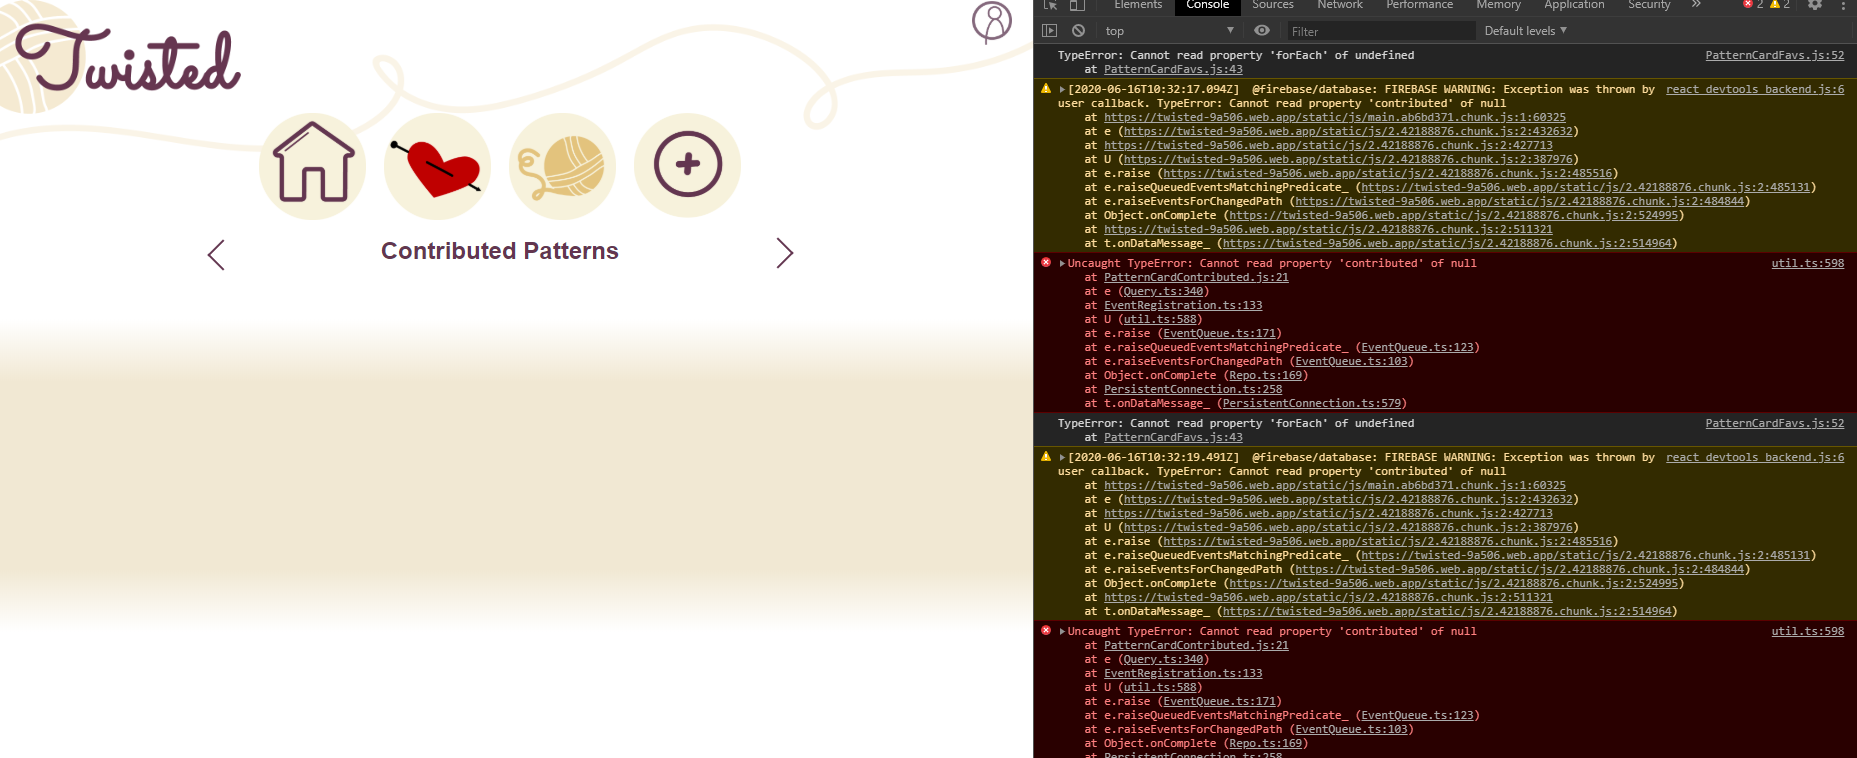 Twisted
Contributed Patterns
Elements Console Sources Network Performance Memory Application Security » 2 2
top Filter Default levels
TypeError: Cannot read property 'forEach' of undefined PatternCardFavs.js:52
at PatternCardFavs.js:43
[2020-06-16T10:32:17.094Z] @firebase/database: FIREBASE WARNING: Exception was thrown by react devtools backend.js:6
user callback. TypeError: Cannot read property 'contributed' of null
at https://twisted-9a506.web.app/static/js/main.ab6bd371.chunk.js:1:60325
at e (https://twisted-9a506.web.app/static/js/2.42188876.chunk.js:2:432632)
at https://twisted-9a506.web.app/static/js/2.42188876.chunk.js:2:427713
at U (https://twisted-9a506.web.app/static/js/2.42188876.chunk.js:2:387976)
at e.raise (https://twisted-9a506.web.app/static/js/2.42188876.chunk.js:2:485516)
at e.raiseQueuedEventsMatchingPredicate_ (https://twisted-9a506.web.app/static/js/2.42188876.chunk.js:2:485131)
at e.raiseEventsForChangedPath (https://twisted-9a506.web.app/static/js/2.42188876.chunk.js:2:484844)
at Object.onComplete (https://twisted-9a506.web.app/static/js/2.42188876.chunk.js:2:524995)
at https://twisted-9a506.web.app/static/js/2.42188876.chunk.js:2:511321
at t.onDataMessage_ (https://twisted-9a506.web.app/static/js/2.42188876.chunk.js:2:514964)
Uncaught TypeError: Cannot read property 'contributed' of null util.ts:598
at PatternCardContributed.js:21
at e (Query.ts:340)
at EventRegistration.ts:133
at U (util.ts:588)
at e.raise (EventQueue.ts:171)
at e.raiseQueuedEventsMatchingPredicate_ (EventQueue.ts:123)
at e.raiseEventsForChangedPath (EventQueue.ts:103)
at Object.onComplete (Repo.ts:169)
at PersistentConnection.ts:258
at t.onDataMessage_ (PersistentConnection.ts:579)
TypeError: Cannot read property 'forEach' of undefined PatternCardFavs.js:52
at PatternCardFavs.js:43
[2020-06-16T10:32:19.491Z] @firebase/database: FIREBASE WARNING: Exception was thrown by react devtools backend.js:6
user callback. TypeError: Cannot read property 'contributed' of null
at https://twisted-9a506.web.app/static/js/main.ab6bd371.chunk.js:1:60325
at e (https://twisted-9a506.web.app/static/js/2.42188876.chunk.js:2:432632)
at https://twisted-9a506.web.app/static/js/2.42188876.chunk.js:2:427713
at U (https://twisted-9a506.web.app/static/js/2.42188876.chunk.js:2:387976)
at e.raise (https://twisted-9a506.web.app/static/js/2.42188876.chunk.js:2:485516)
at e.raiseQueuedEventsMatchingPredicate_ (https://twisted-9a506.web.app/static/js/2.42188876.chunk.js:2:485131)
at e.raiseEventsForChangedPath (https://twisted-9a506.web.app/static/js/2.42188876.chunk.js:2:484844)
at Object.onComplete (https://twisted-9a506.web.app/static/js/2.42188876.chunk.js:2:524995)
at https://twisted-9a506.web.app/static/js/2.42188876.chunk.js:2:511321
at t.onDataMessage_ (https://twisted-9a506.web.app/static/js/2.42188876.chunk.js:2:514964)
Uncaught TypeError: Cannot read property 'contributed' of null util.ts:598
at PatternCardContributed.js:21
at e (Query.ts:340)
at EventRegistration.ts:133
at U (util.ts:588)
at e.raise (EventQueue.ts:171)
at e.raiseQueuedEventsMatchingPredicate_ (EventQueue.ts:123)
at e.raiseEventsForChangedPath (EventQueue.ts:103)
at Object.onComplete (Repo.ts:169)
at PersistentConnection.ts:258